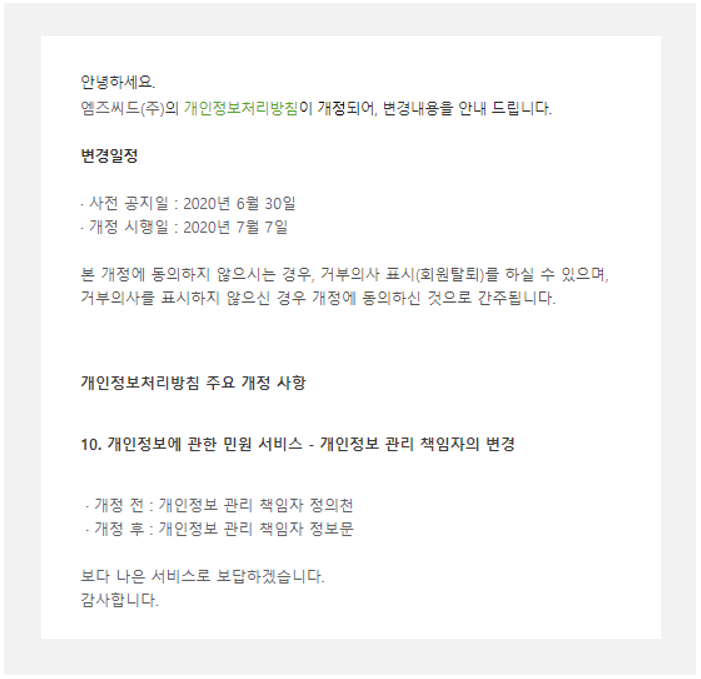 안녕하세요.
엠즈씨드(주)의 개인정보처리방침이 개정되어, 변경내용을 안내 드립니다.
변경일정
· 사전 공지일 : 2020년 6월 30일
· 개정 시행일 : 2020년 7월 7일
본 개정에 동의하지 않으시는 경우, 거부의사 표시(회원탈퇴)를 하실 수 있으며,
거부의사를 표시하지 않으신 경우 개정에 동의하신 것으로 간주됩니다.
개인정보처리방침 주요 개정 사항
10. 개인정보에 관한 민원 서비스 - 개인정보 관리 책임자의 변경
· 개정 전 : 개인정보 관리 책임자 정의천
· 개정 후 : 개인정보 관리 책임자 정보문
보다 나은 서비스로 보답하겠습니다.
감사합니다.